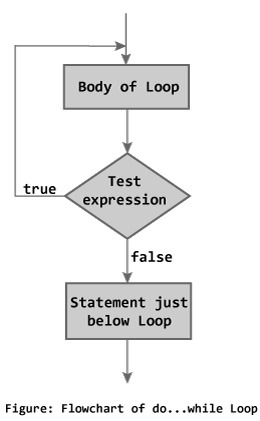 Body of Loop
Test
expression
true
false
Statement just
below Loop
Figure: Flowchart of do...while Loop